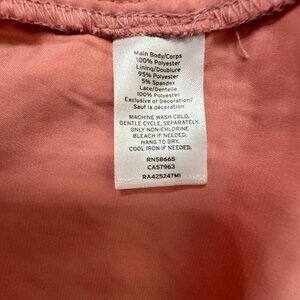 Main Body/Corps
100% Polyester
Lining/Doublure
95% Polyester
5% Spandex
Lace/Dentelle
100% Polyester
Exclusive of Decoration/
Sauf la décoration
MACHINE WASH COLD,
GENTLE CYCLE, SEPARATELY.
ONLY NON-CHLORINE
BLEACH IF NEEDED.
HANG TO DRY.
COOL IRON IF NEEDED.
RN58665
CA57963
RA42S247MI